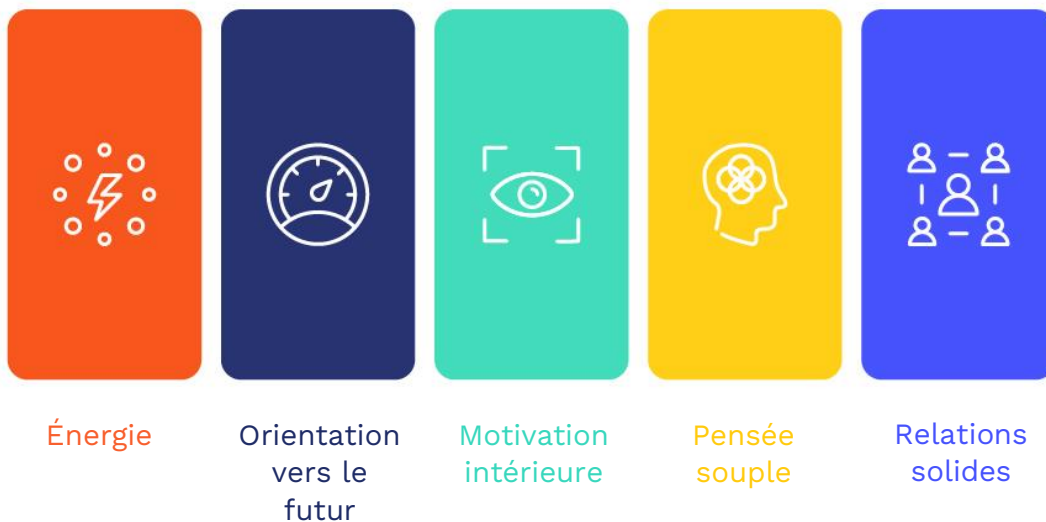 Énergie
Orientation
vers le
futur
Motivation
intérieure
Pensée
souple
Relations
solides